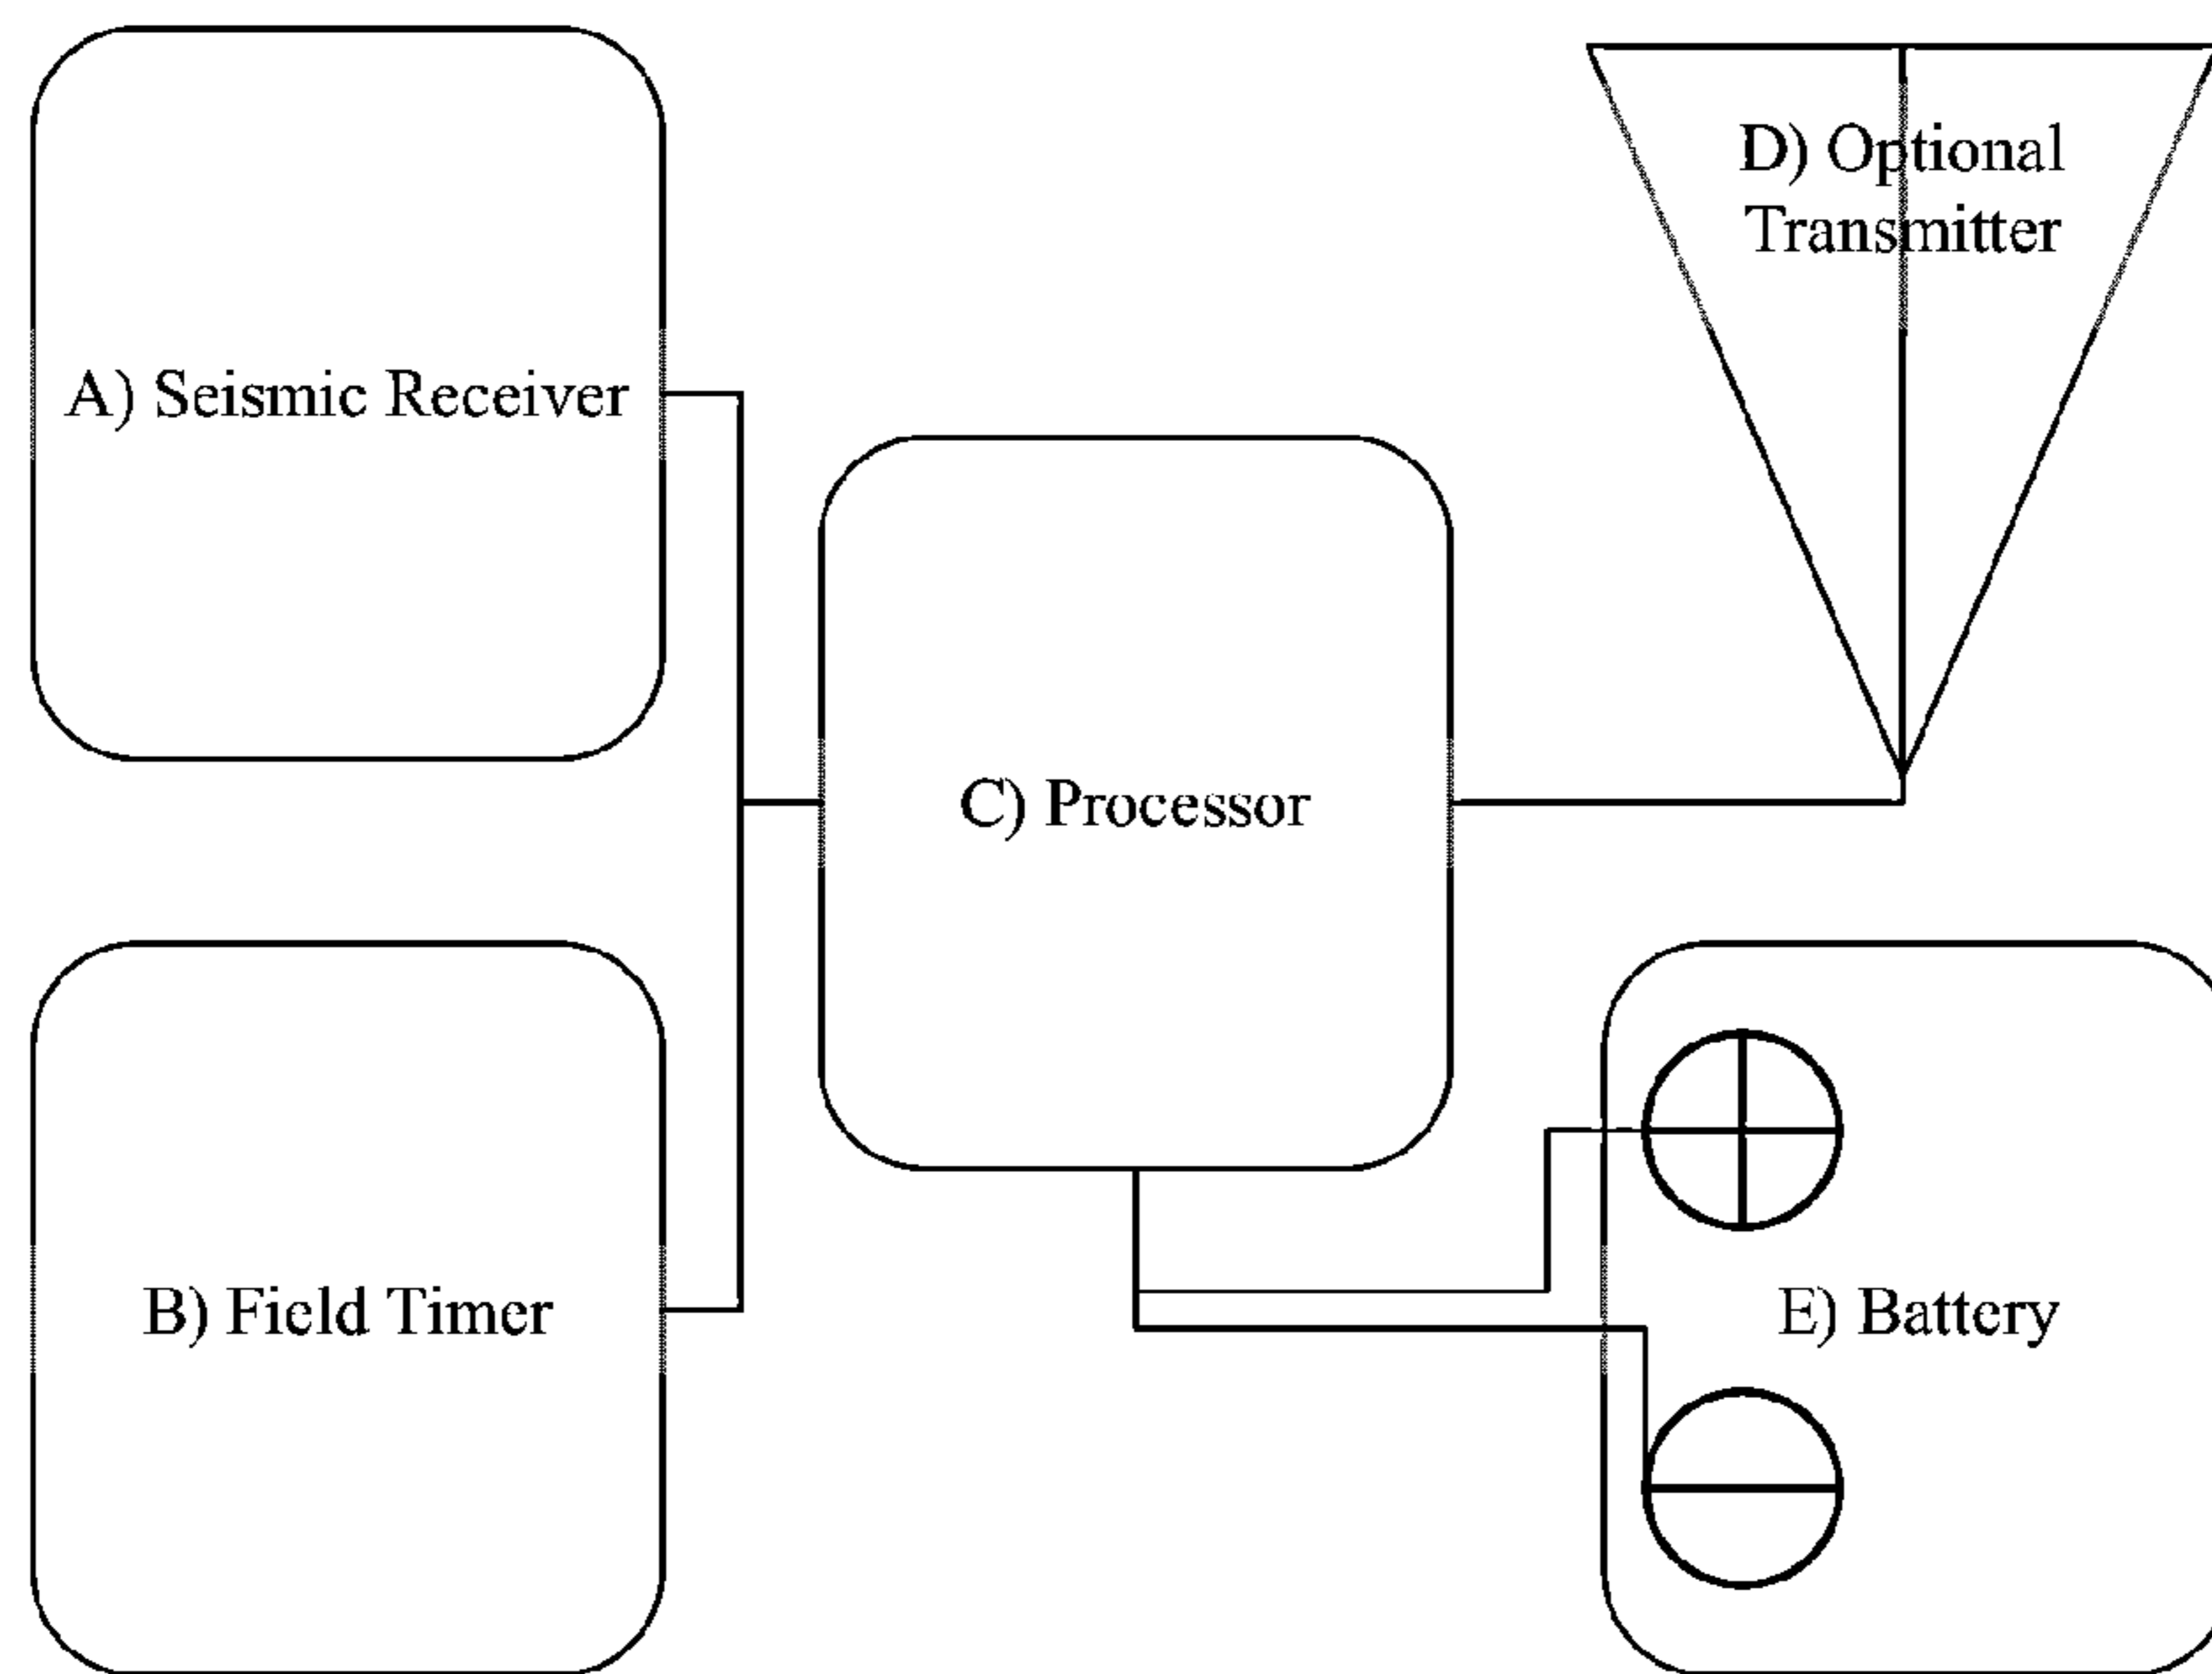 A) Seismic Receiver
B) Field Timer
C) Processor
D) Optional
Transmitter
E) Battery